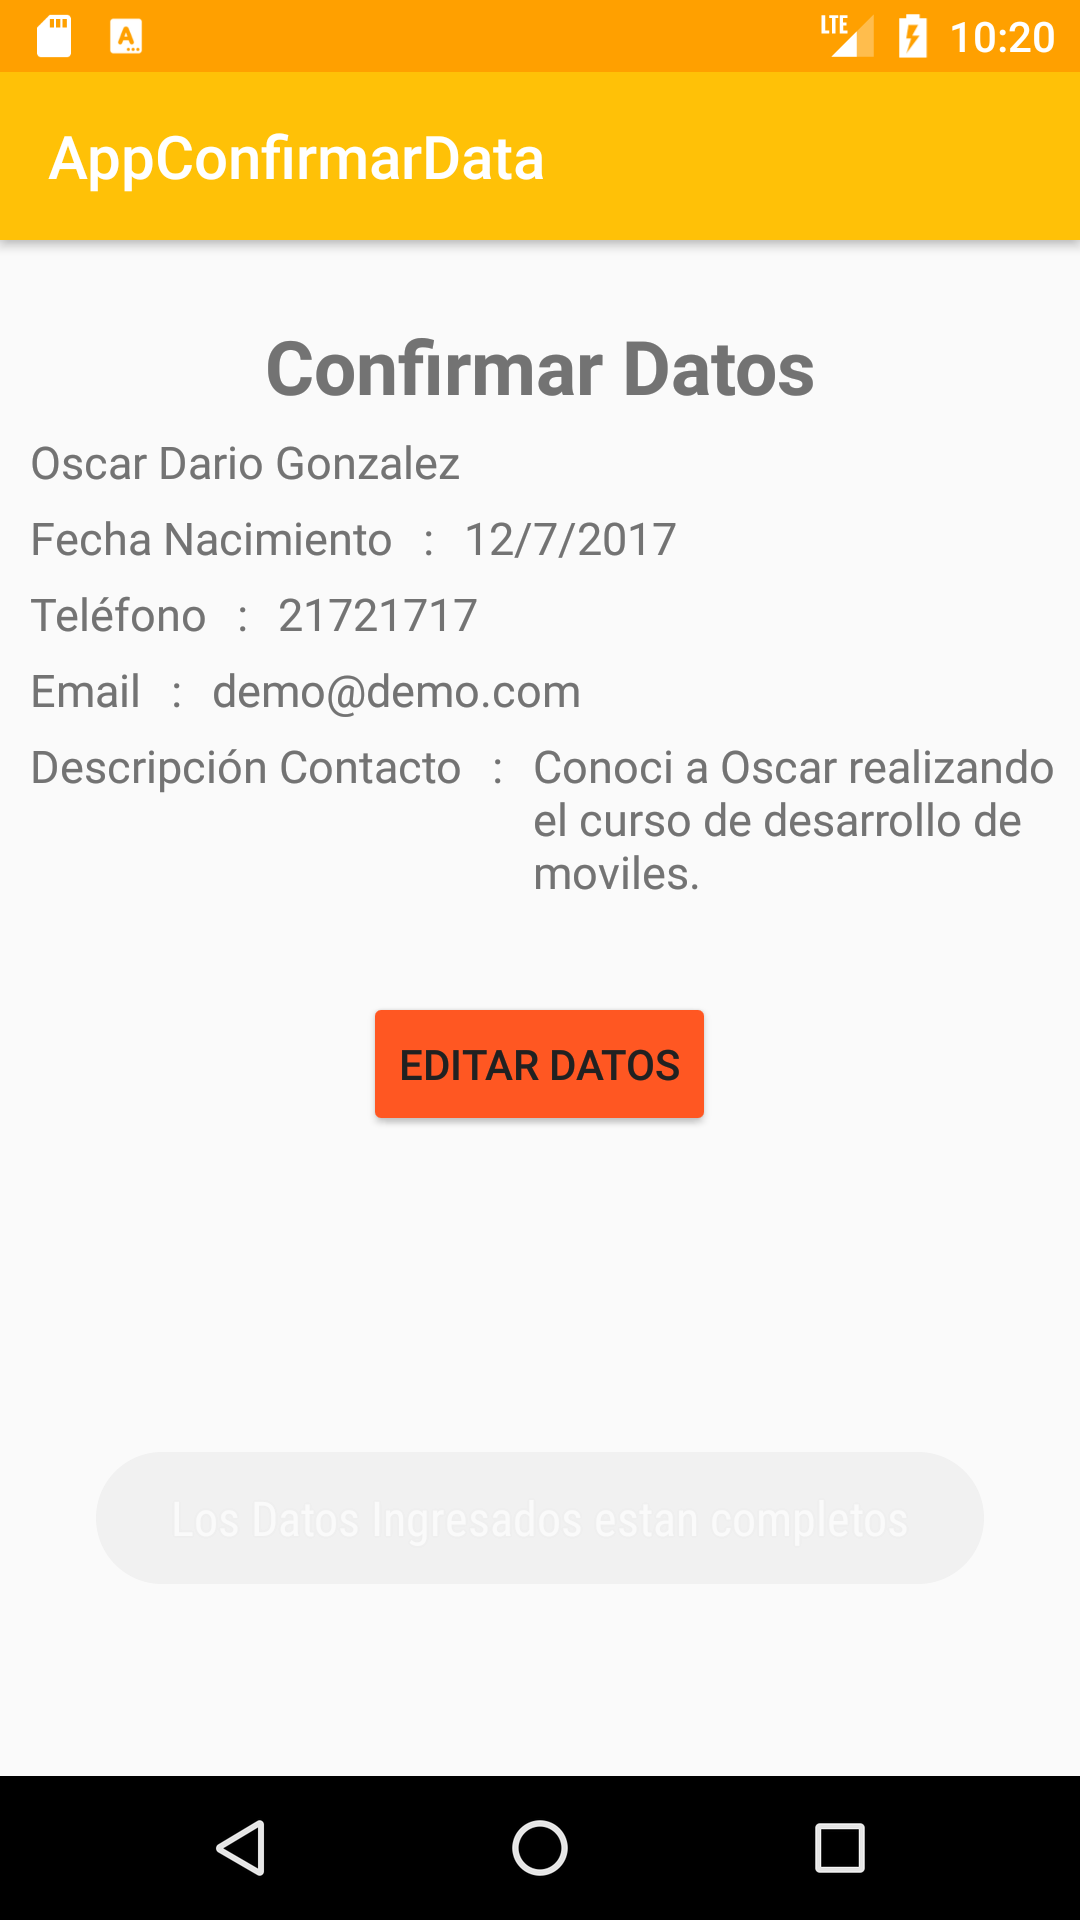 LTE 10:20
AppConfirmarData
Confirmar Datos
Oscar Dario Gonzalez
Fecha Nacimiento : 12/7/2017
Teléfono : 21721717
Email : demo@demo.com
Descripción Contacto : Conoci a Oscar realizando
el curso de desarrollo de
moviles.
EDITAR DATOS
Los Datos Ingresados estan completos